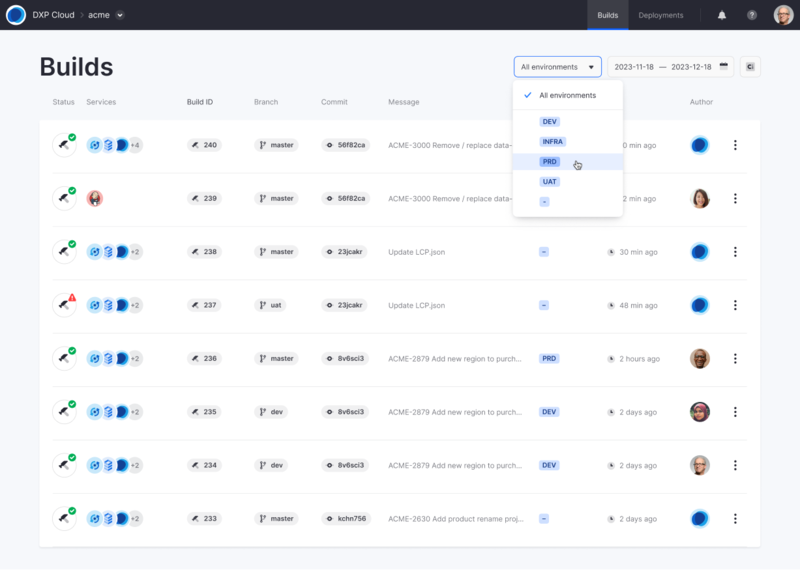 DXP Cloud > acme
Builds Deployments
Builds
All environments 2023-11-18 — 2023-12-18
All environments
DEV
INFRA
PRD
UAT
-
Status Services Build ID Branch Commit Message Author
+4 240 master 56f82ca ACME-3000 Remove / replace data- min ago
239 master 56f82ca ACME-3000 Remove / replace data- min ago
+2 238 master 23jcakr Update LCP.json - 30 min ago
+2 237 uat 23jcakr Update LCP.json - 48 min ago
+2 236 master 8v6sci3 ACME-2879 Add new region to purch... PRD 2 hours ago
+2 235 dev 8v6sci3 ACME-2879 Add new region to purch... DEV 2 days ago
+2 234 dev 8v6sci3 ACME-2879 Add new region to purch... DEV 2 days ago
+2 233 master kchn756 ACME-2630 Add product rename proj... - 2 days ago